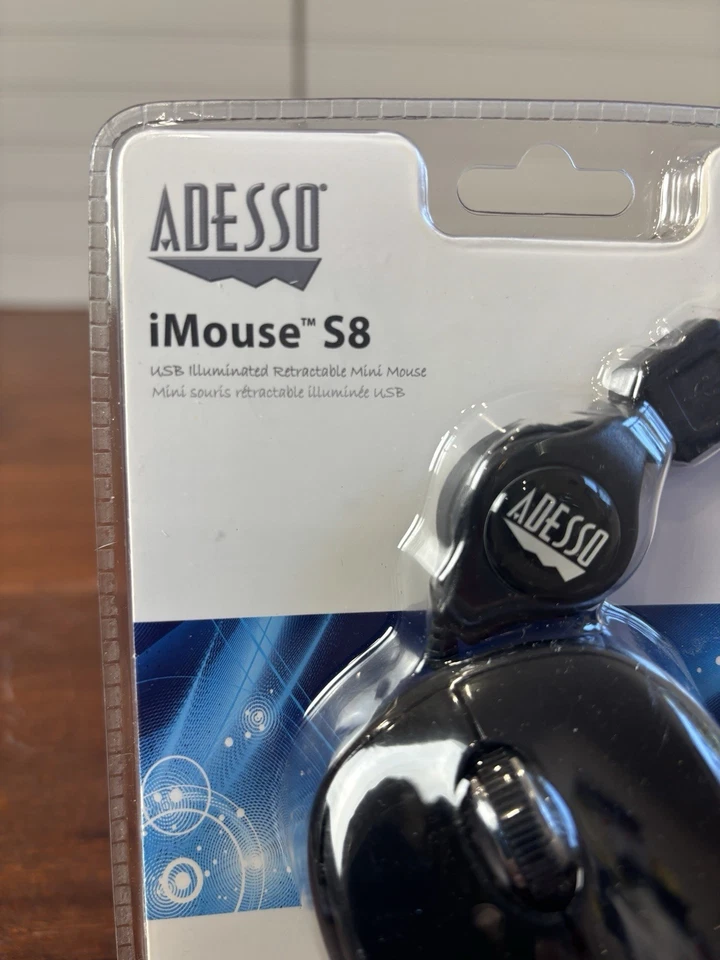 ADESSO®
iMouse™ S8
USB Illuminated Retractable Mini Mouse
Mini souris rétractable illuminée USB
ADESSO